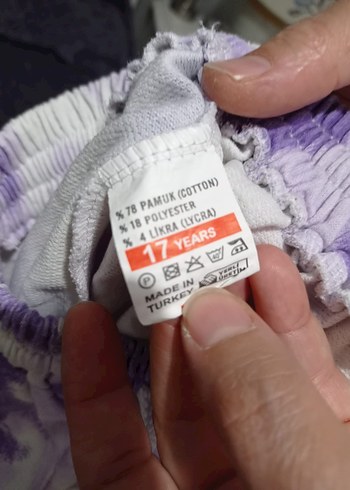 % 78 PAMUK (COTTON)
% 18 POLYESTER
% 4 LİKRA (LYCRA)
17 YEARS
P
MADE IN
TURKEY